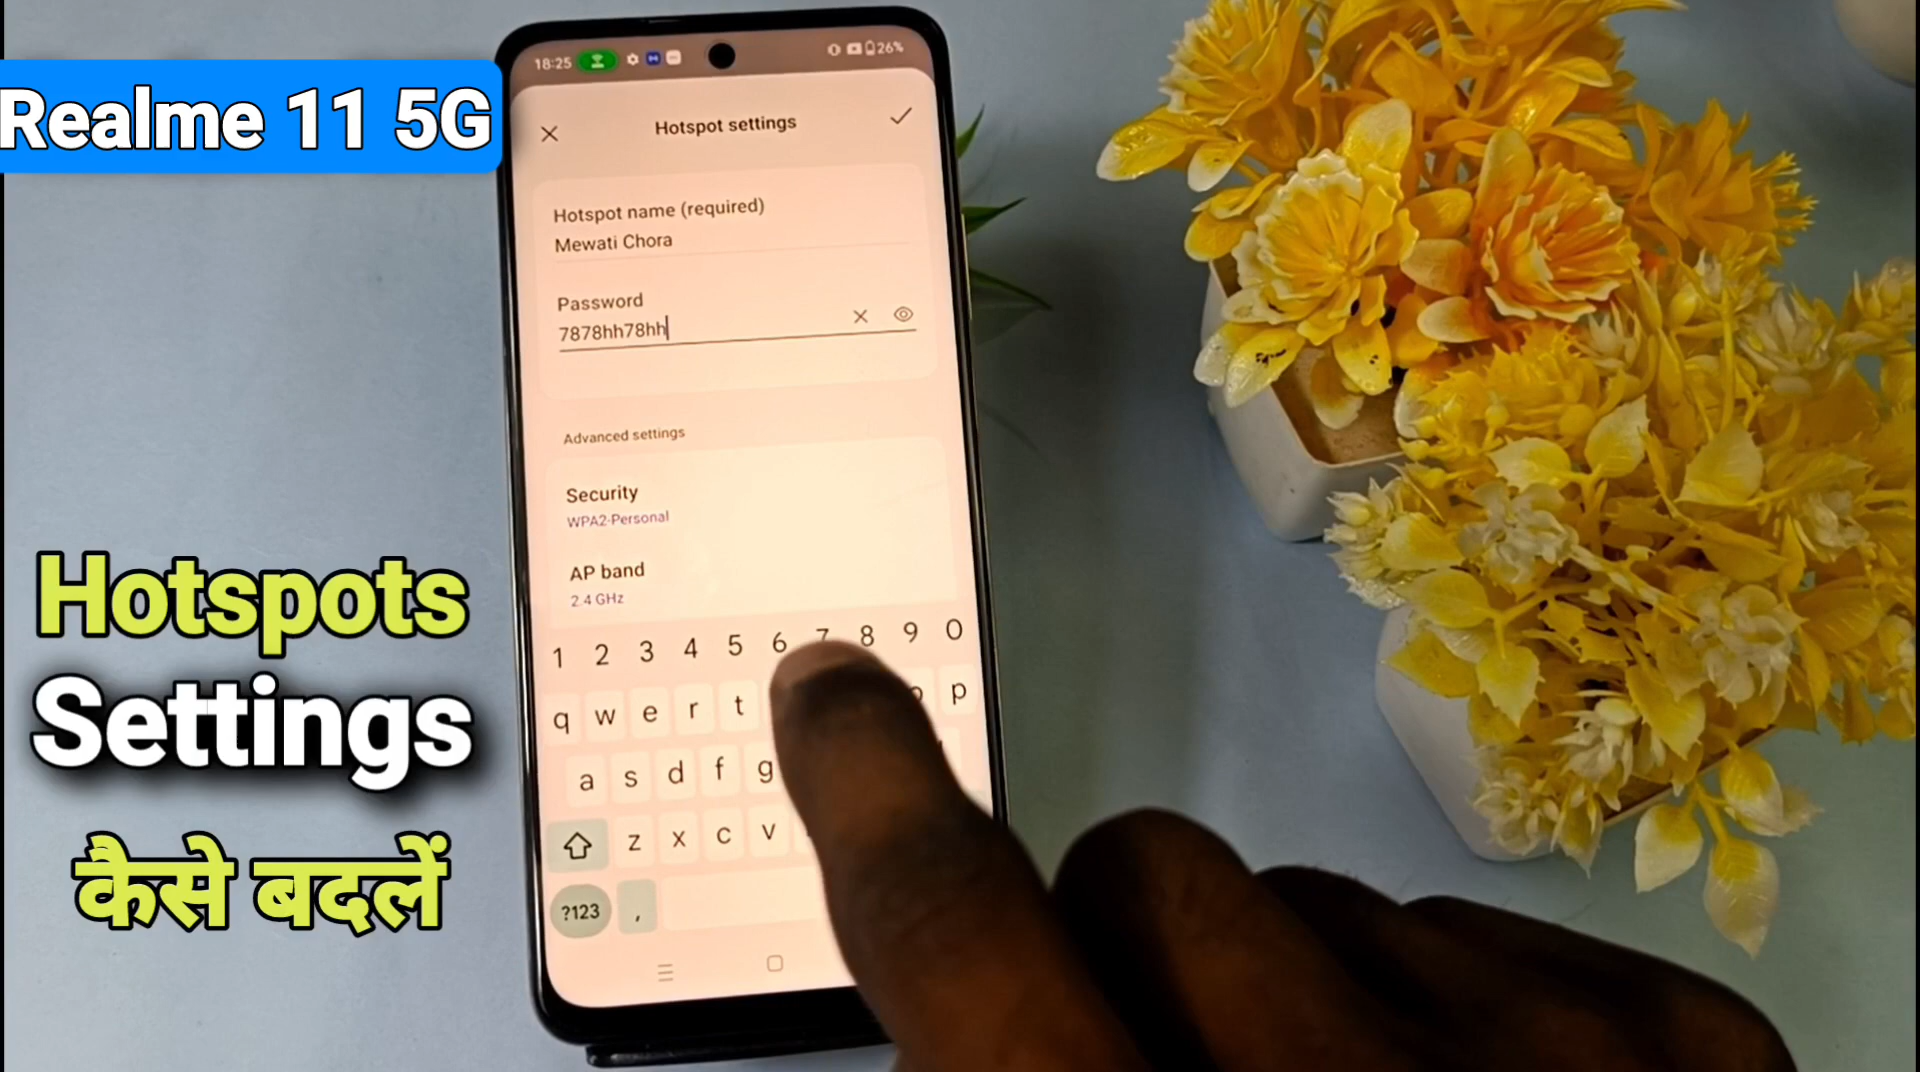 Realme 11 5G
Hotspots
Settings
कैसे बदलें
18:25
26%
Hotspot settings
Hotspot name (required)
Mewati Chora
Password
7878hh78hh
Advanced settings
Security
WPA2-Personal
AP band
2.4 GHz
1 2 3 4 5 6 7 8 9 0
q w e r t p
a s d f g
z x c v
?123 ,